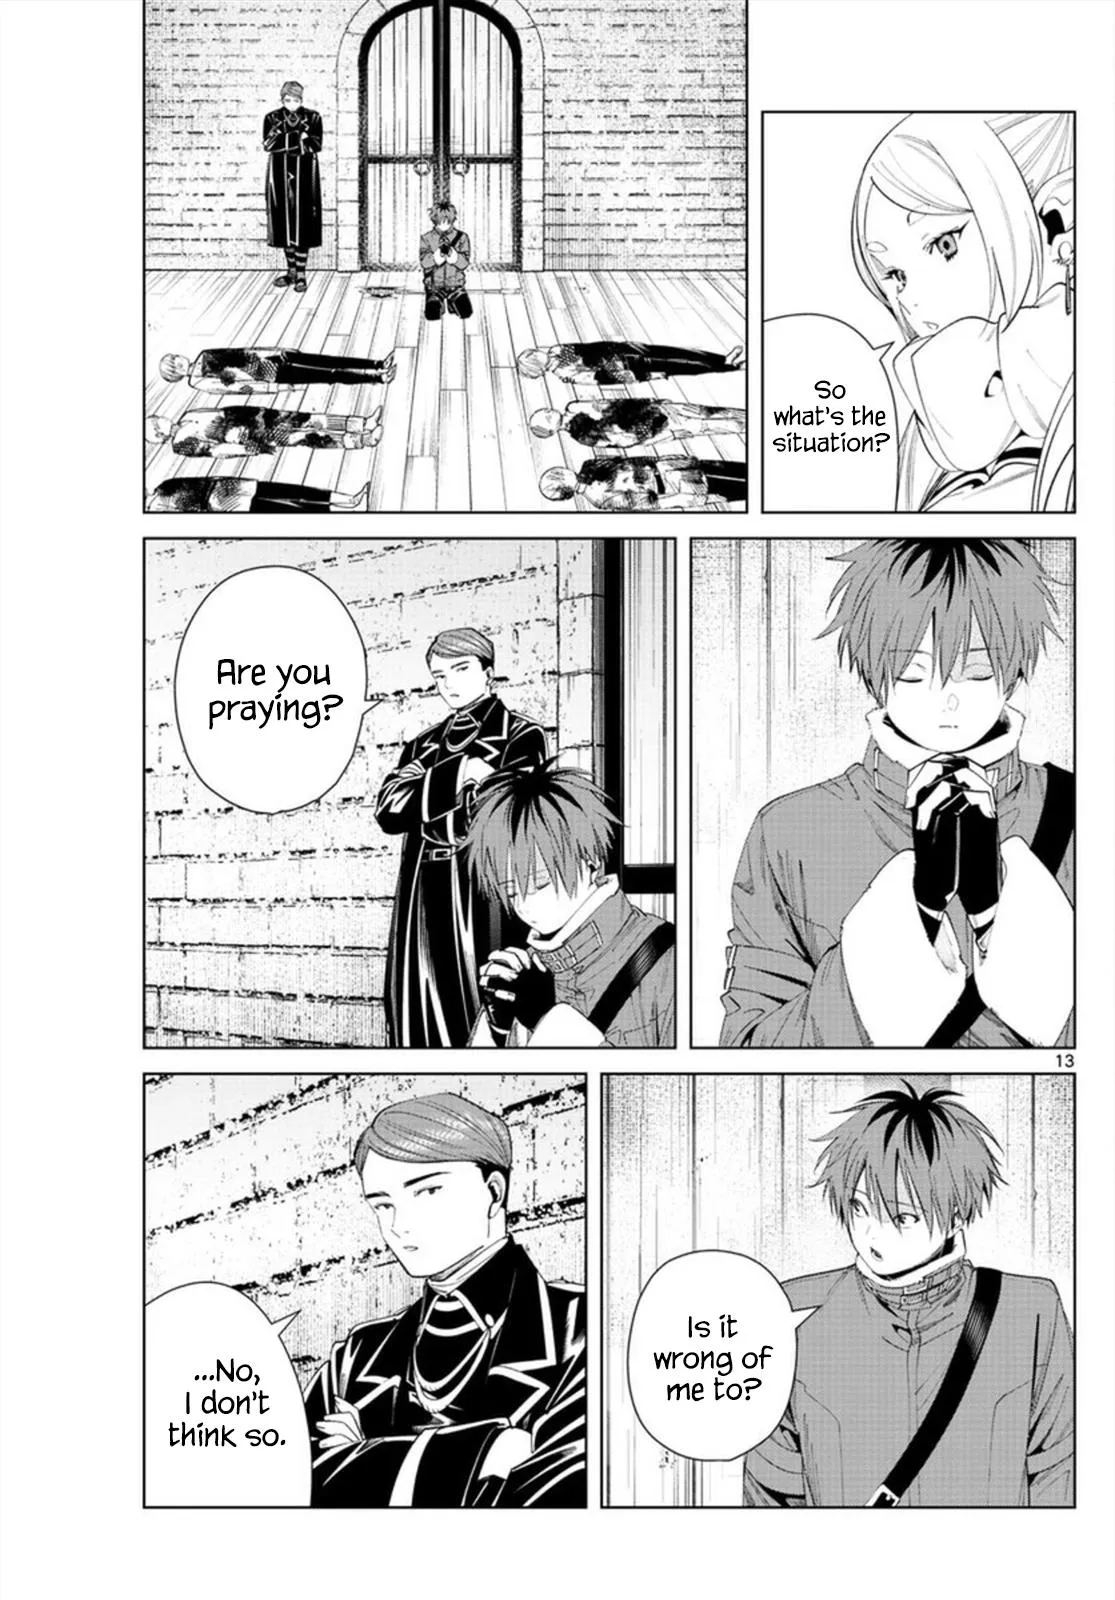 So
what's the
situation?
Are you
praying?
13
Is it
wrong of
me to?
...No,
I don't
think so.